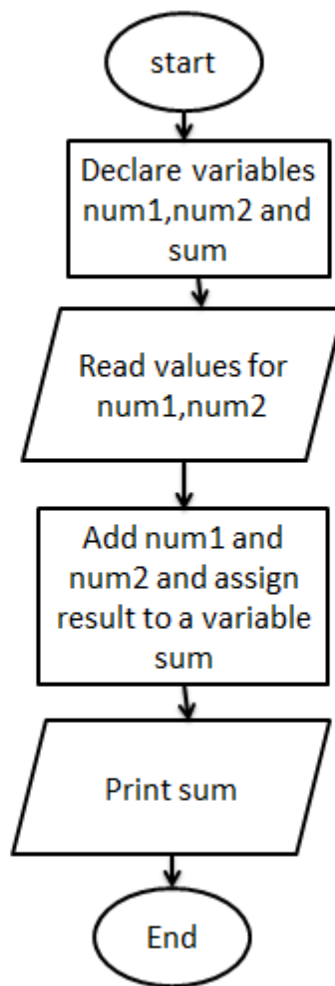 start
Declare variables
num1,num2 and
sum
Read values for
num1,num2
Add num1 and
num2 and assign
result to a variable
sum
Print sum
End